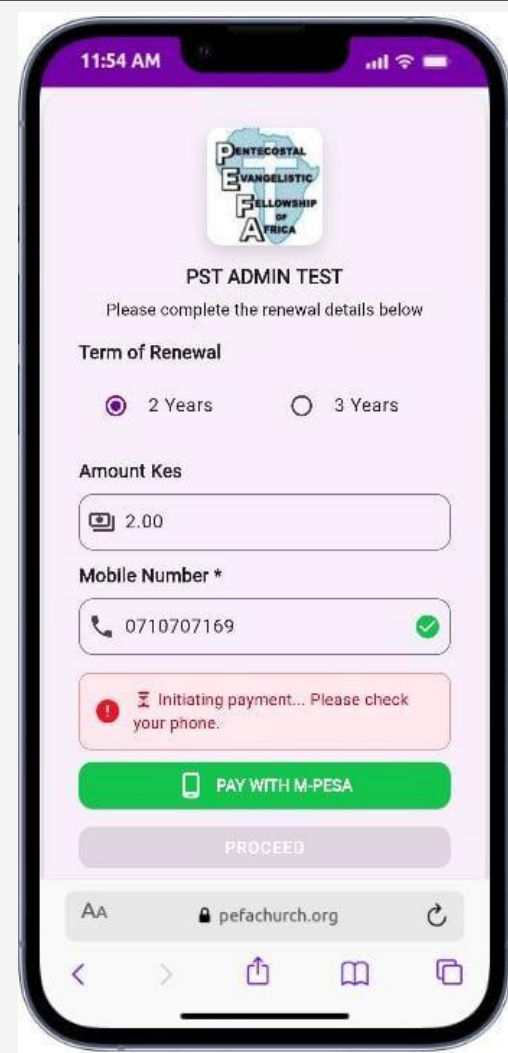 11:54 AM
PENTECOSTAL
EVANGELISTIC
FELLOWSHIP
OF
AFRICA
PST ADMIN TEST
Please complete the renewal details below
Term of Renewal
2 Years 3 Years
Amount Kes
2.00
Mobile Number *
0710707169
Initiating payment... Please check
your phone.
PAY WITH M-PESA
PROCEED
AA pefachurch.org